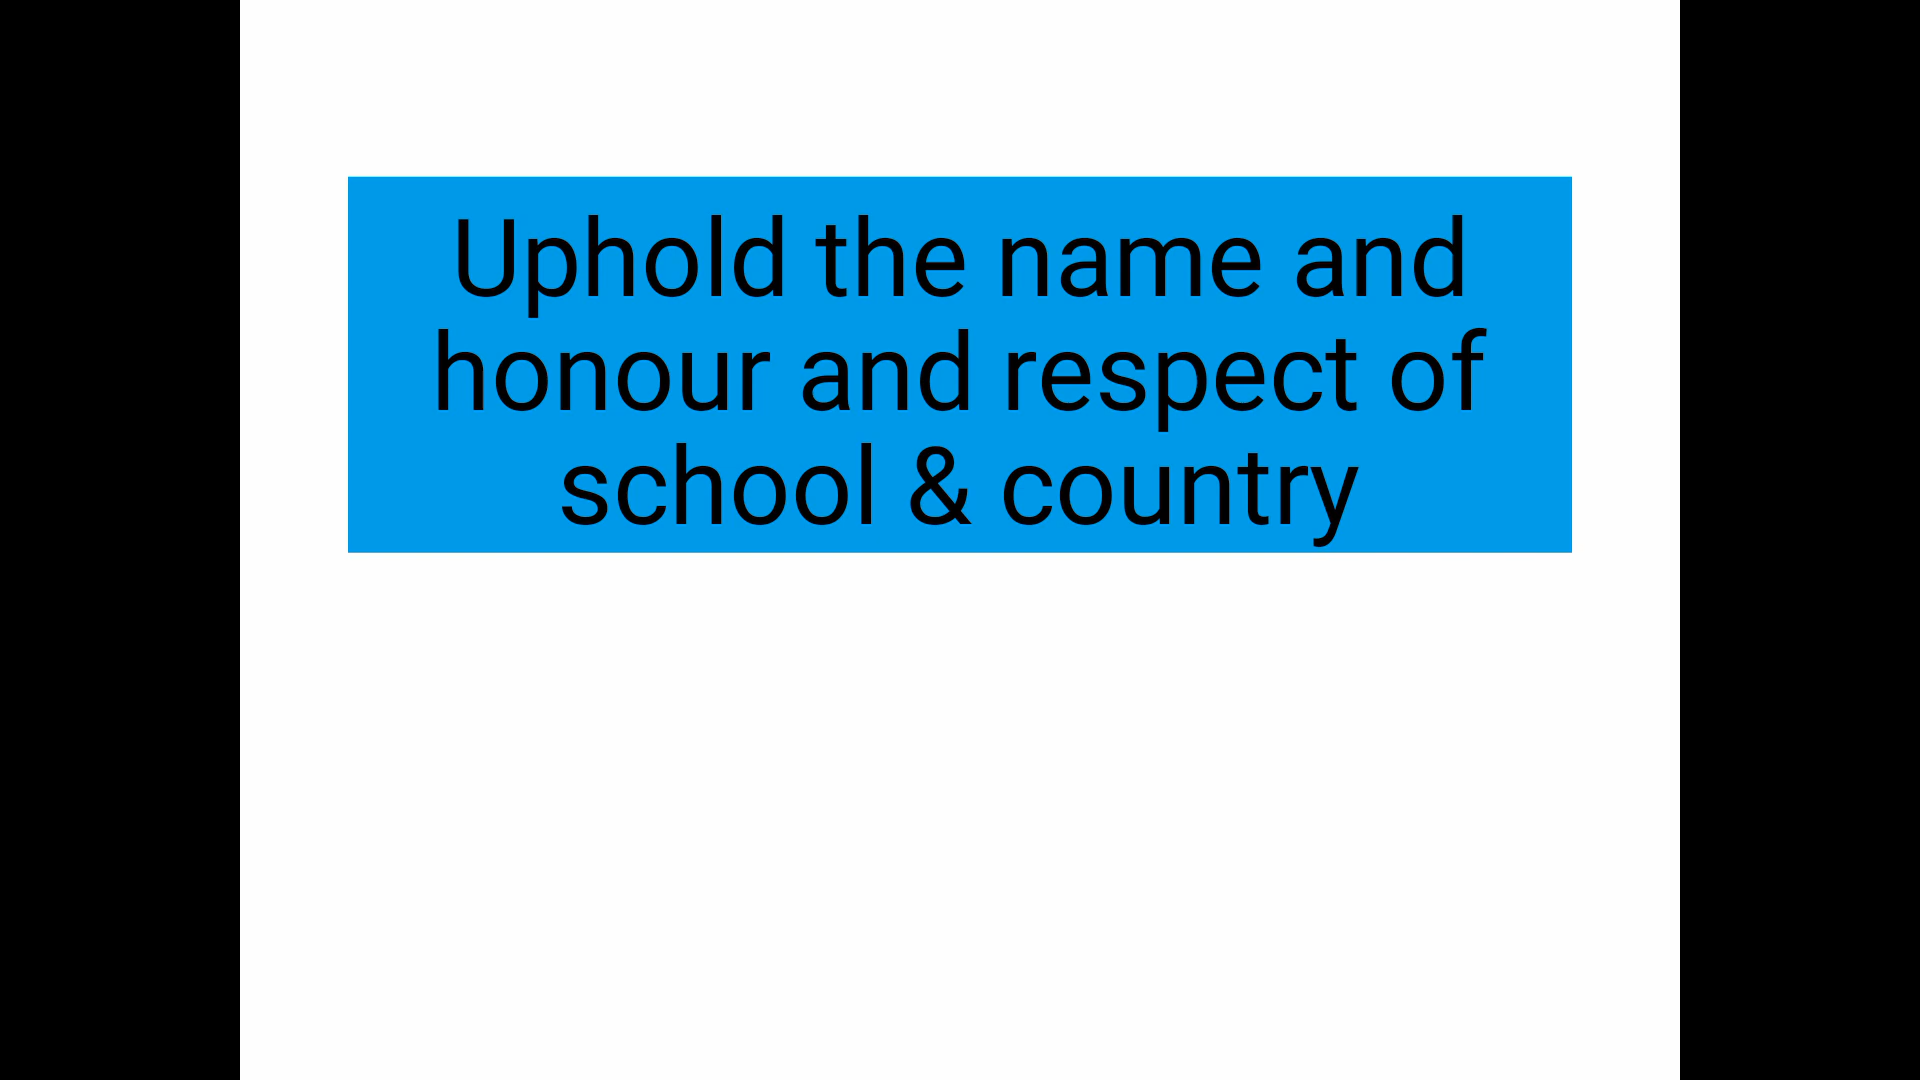 Uphold the name and
honour and respect of
school & country